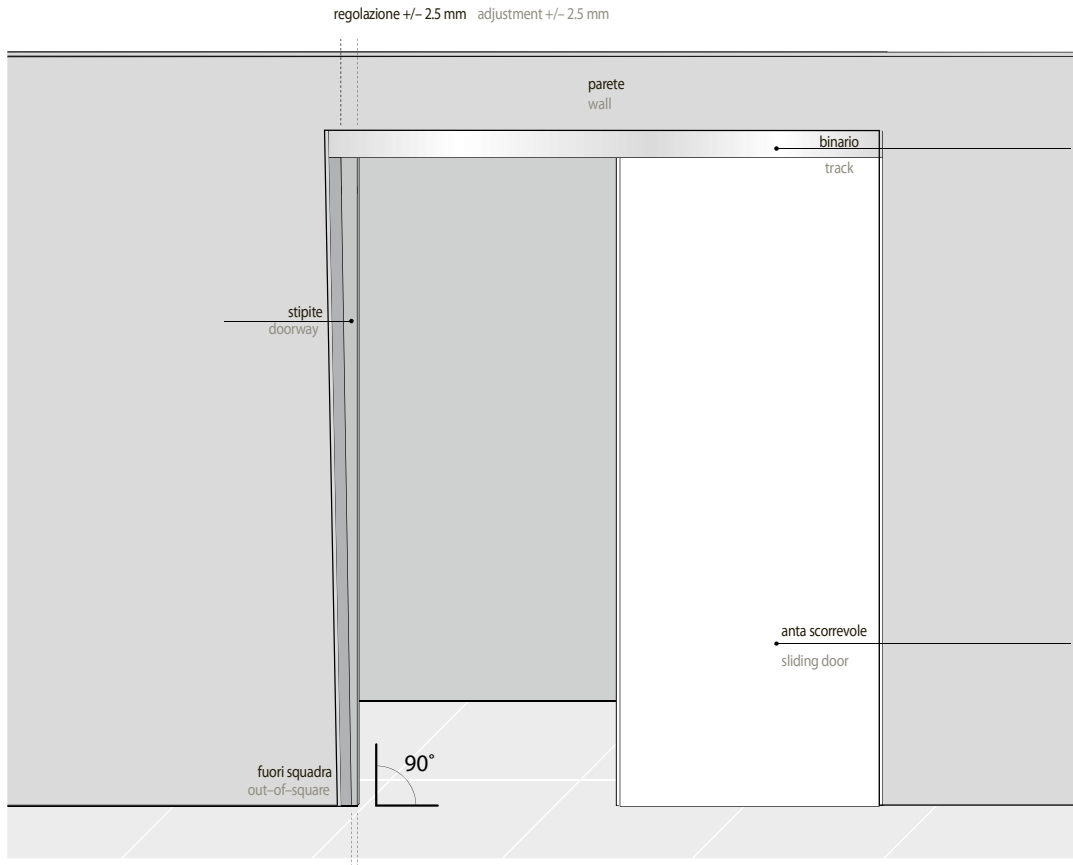 regolazione +/– 2.5 mm adjustment +/– 2.5 mm
parete
wall
binario
track
stipite
doorway
anta scorrevole
sliding door
90°
fuori squadra
out–of–square